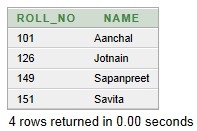 ROLL_NO NAME
101 Aanchal
126 Jotnain
149 Sapanpreet
151 Savita
4 rows returned in 0.00 seconds